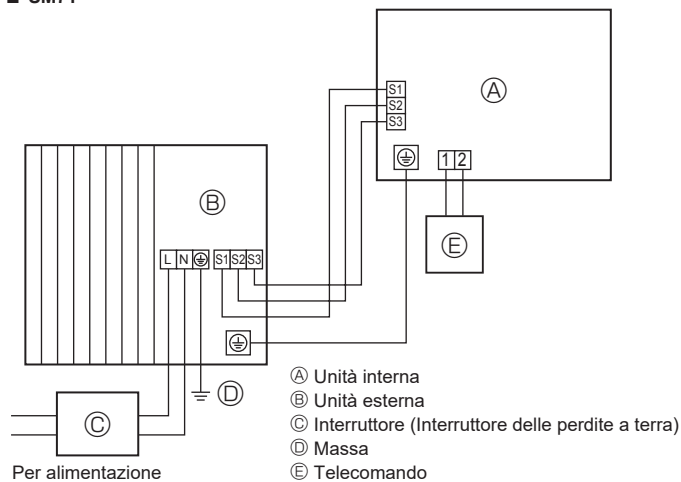 Ⓐ
S1
S2
S3
1 2
Ⓔ
Ⓑ
L N S1 S2 S3
Ⓓ
Ⓒ
Per alimentazione
Ⓐ Unità interna
Ⓑ Unità esterna
Ⓒ Interruttore (Interruttore delle perdite a terra)
Ⓓ Massa
Ⓔ Telecomando